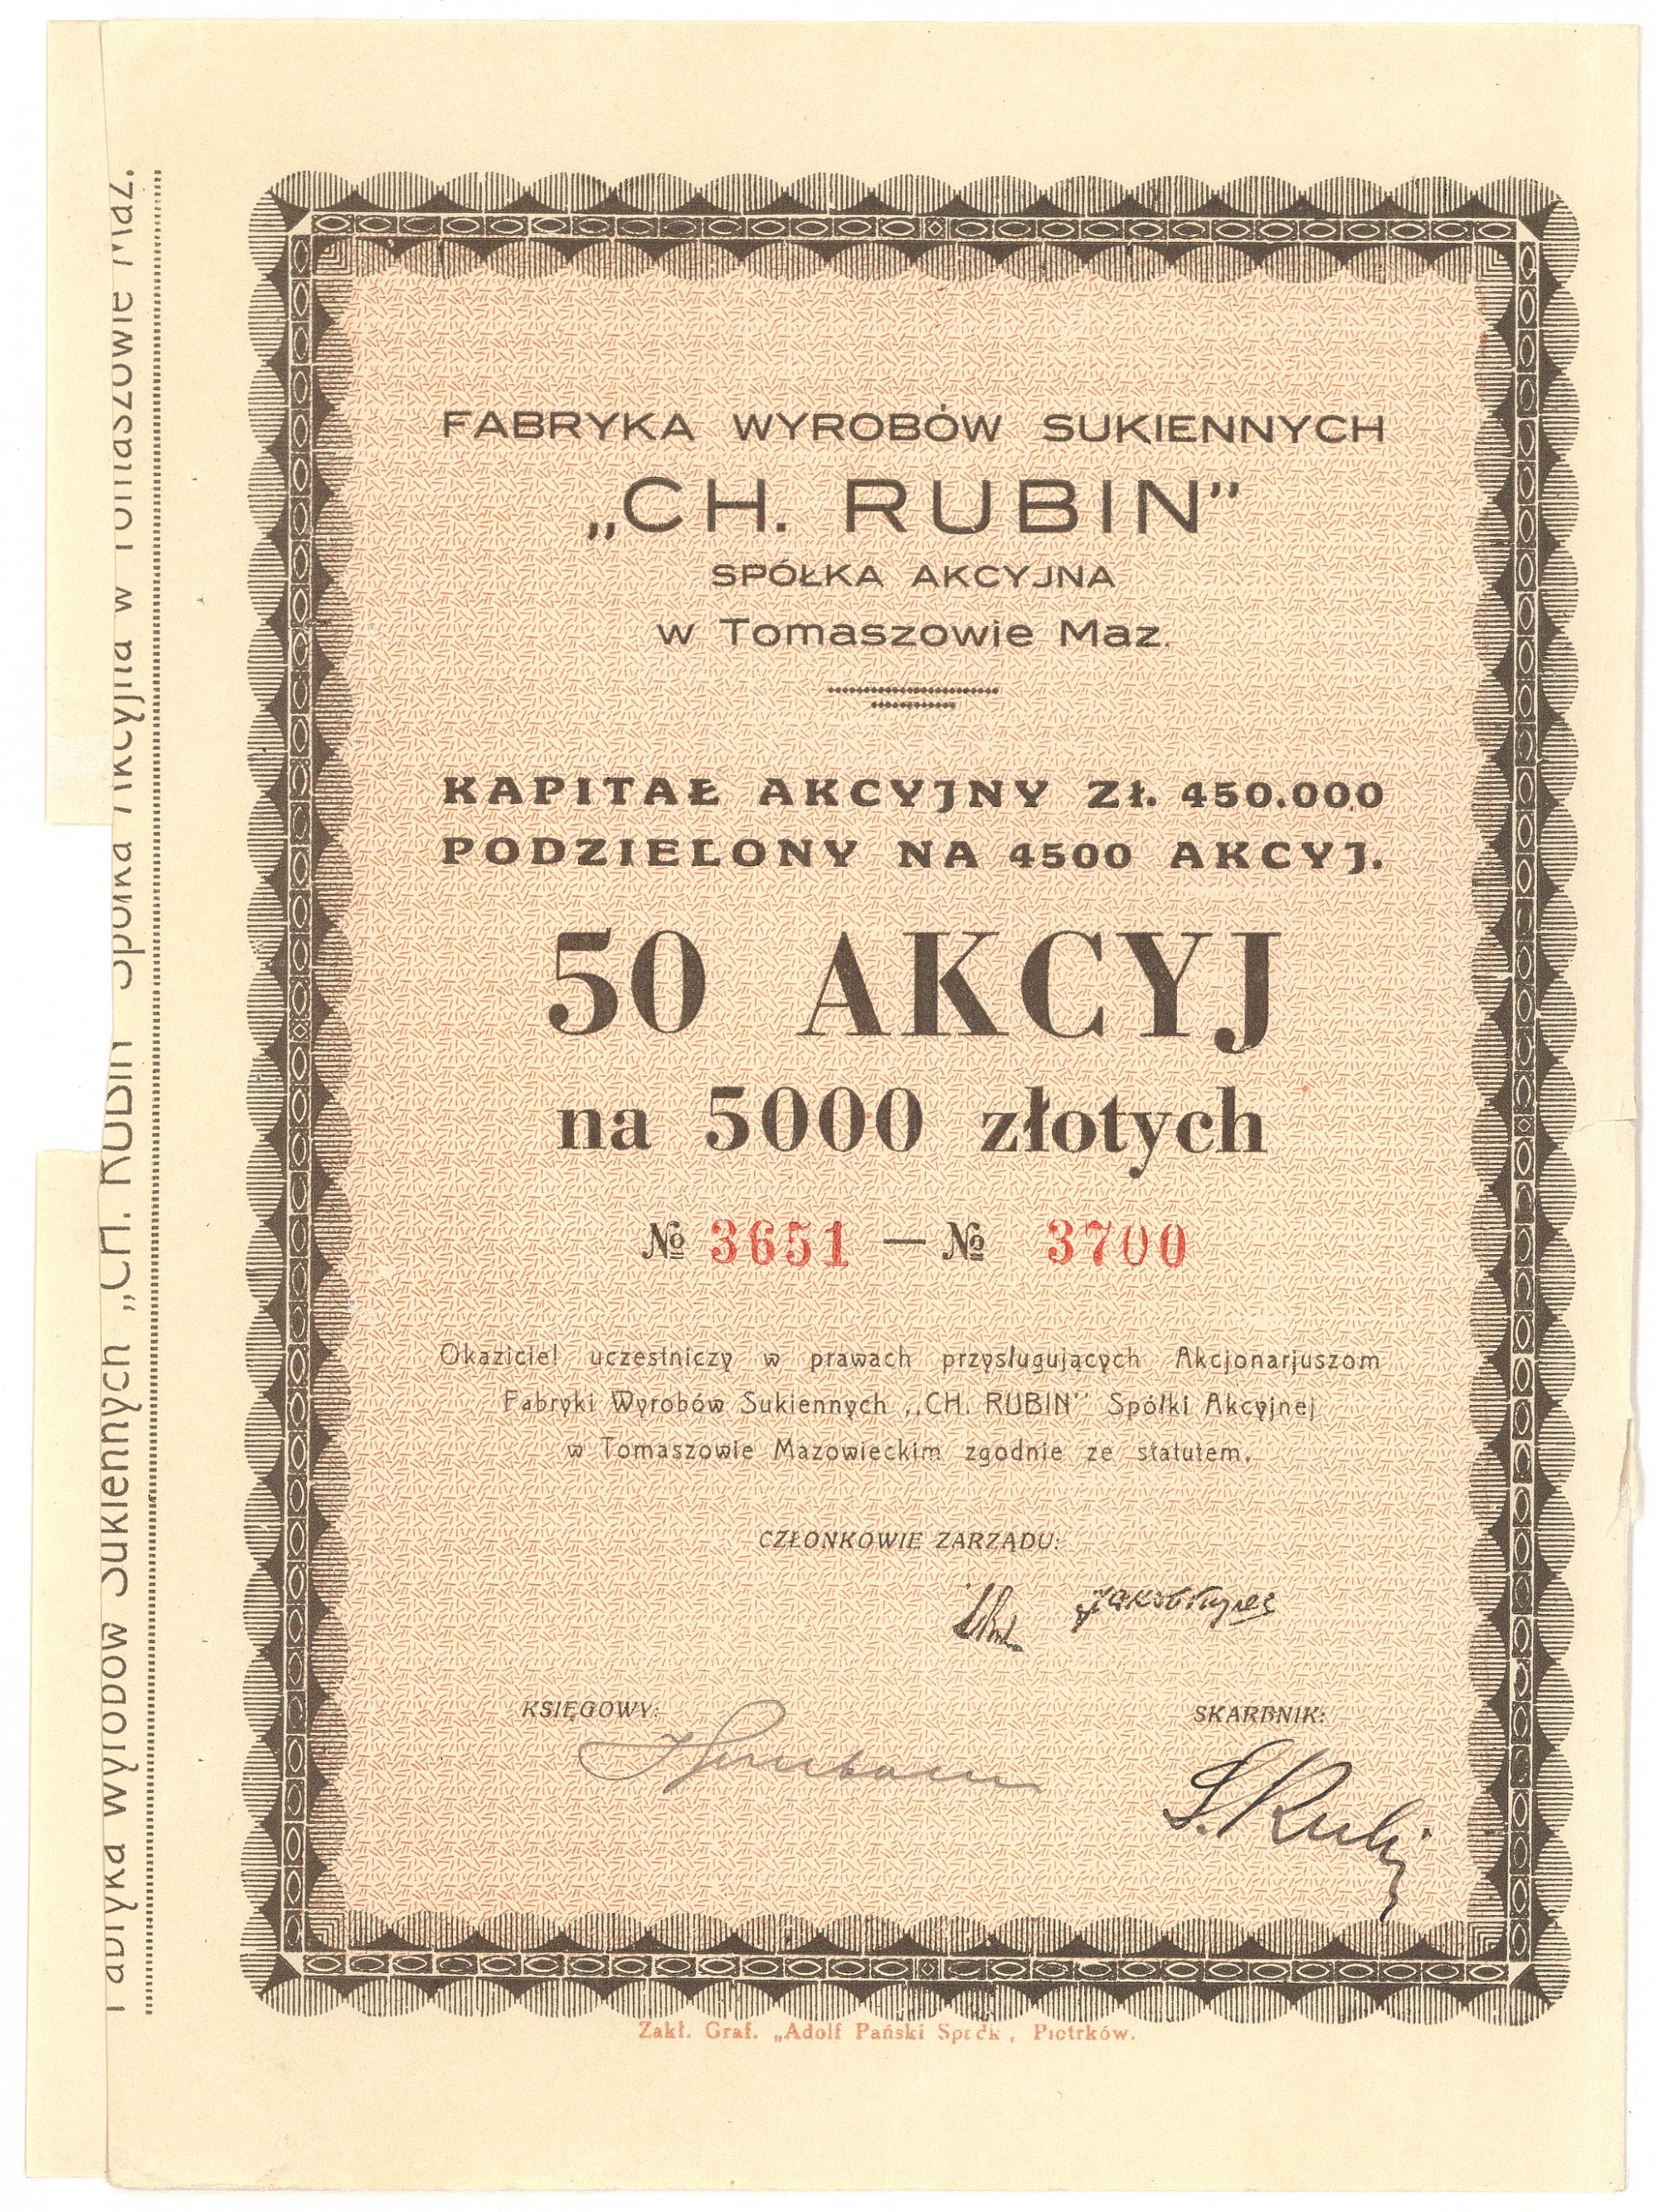 FABRYKA WYROBÓW SUKIENNYCH
„CH. RUBIN”
SPÓŁKA AKCYJNA
w Tomaszowie Maz.
KAPITAŁ AKCYJNY Zł. 450.000
PODZIELONY NA 4500 AKCYJ.
50 AKCYJ
na 5000 złotych
№ 3651 — № 3700
Okaziciel uczestniczy w prawach przysługujących Akcjonarjuszom
Fabryki Wyrobów Sukiennych „CH. RUBIN” Spółki Akcyjnej
w Tomaszowie Mazowieckim zgodnie ze statutem.
CZŁONKOWIE ZARZĄDU:
KSIĘGOWY:
SKARBNIK:
S. Rubin
Zakł. Graf. „Adolf Pański Piotrków.
Fabryka Wyrobów Sukiennych „CH. RUBIN” Spółka Akcyjna w Tomaszowie Maz.